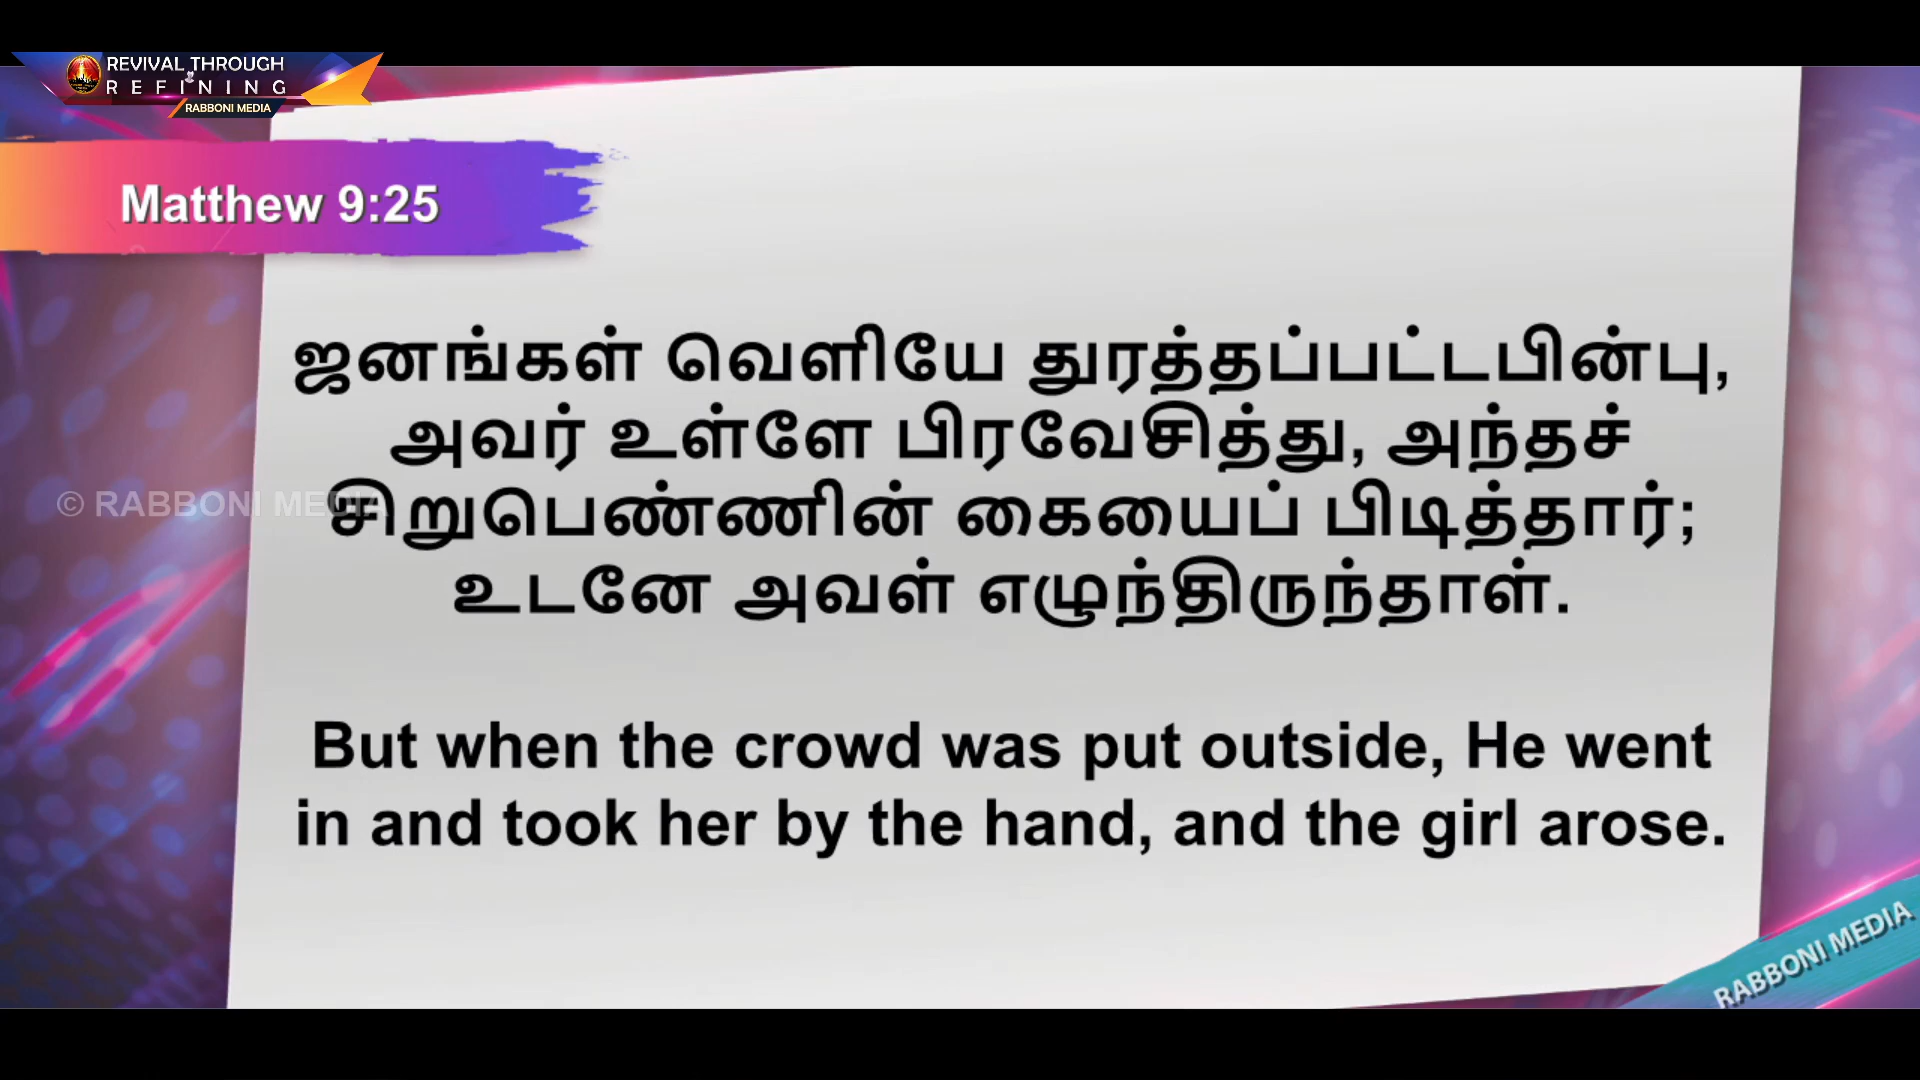 REVIVAL THROUGH
REFINING
RABBONI MEDIA
Matthew 9:25
ஜனங்கள் வெளியே துரத்தப்பட்டபின்பு,
அவர் உள்ளே பிரவேசித்து, அந்தச்
© RABBONI MEDIA
சிறுபெண்ணின் கையைப் பிடித்தார்;
உடனே அவள் எழுந்திருந்தாள்.
But when the crowd was put outside, He went
in and took her by the hand, and the girl arose.
RABBONI MEDIA